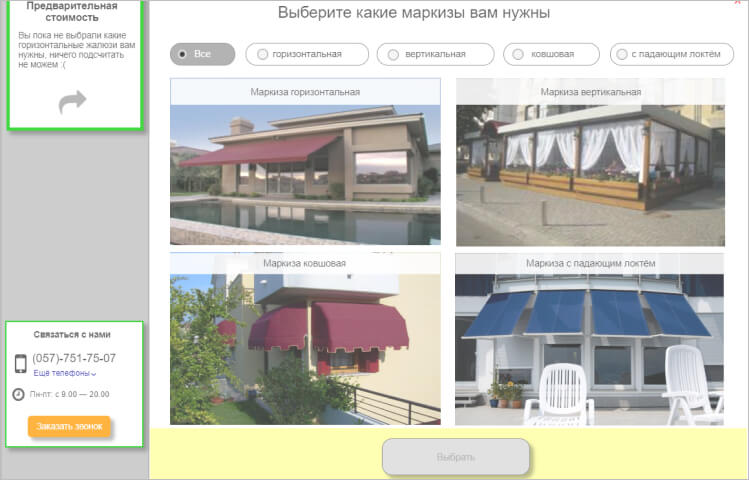 Предварительная
стоимость
Вы пока не выбрали какие
горизонтальные жалюзи вам
нужны, ничего подсчитать
не можем :(
Связаться с нами
(057)-751-75-07
Ещё телефоны
Пн-пт: с 9.00 — 20.00
Заказать звонок
Выберите какие маркизы вам нужны
Все
горизонтальная
вертикальная
ковшовая
с падающим локтём
Маркиза горизонтальная
Маркиза вертикальная
Маркиза ковшовая
Маркиза с падающим локтём
Выбрать